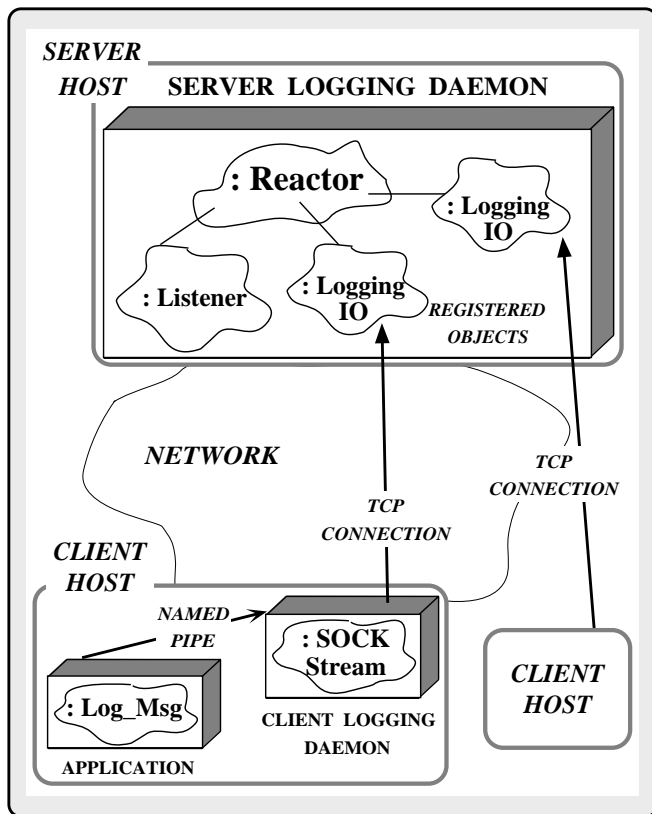 SERVER
HOST
SERVER LOGGING DAEMON
: Reactor
: Logging
IO
: Listener
: Logging
IO
REGISTERED
OBJECTS
NETWORK
TCP
CONNECTION
TCP
CONNECTION
CLIENT
HOST
NAMED
PIPE
: SOCK
Stream
: Log_Msg
CLIENT LOGGING
DAEMON
APPLICATION
CLIENT
HOST